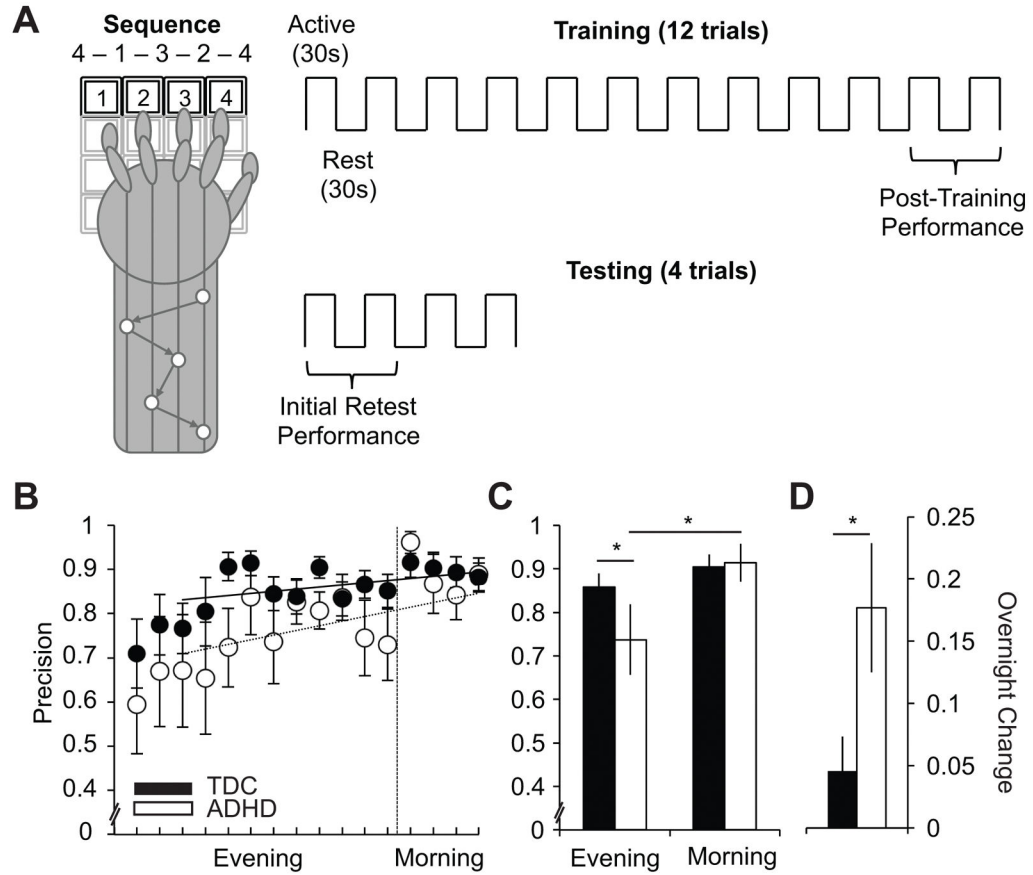 A
Sequence
4 – 1 – 3 – 2 – 4
1 2 3 4
Active
(30s)
Training (12 trials)
Rest
(30s)
Post-Training
Performance
Testing (4 trials)
Initial Retest
Performance
B
Precision
1
0.9
0.8
0.7
0.6
0.5
0.4
0
TDC
ADHD
Evening
Morning
C
1
0.9
0.8
0.7
0.6
0.5
0.4
0
*
*
Evening
Morning
D
*
0.25
0.2
0.15
0.1
0.05
0
Overnight Change